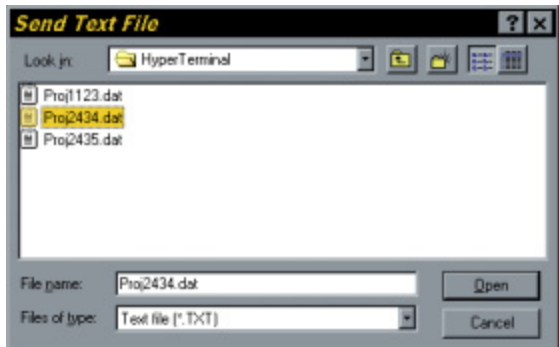 Send Text File
Look in: HyperTerminal
Proj1123.dat
Proj2434.dat
Proj2435.dat
File name: Proj2434.dat Open
Files of type: Text file (*.TXT) Cancel